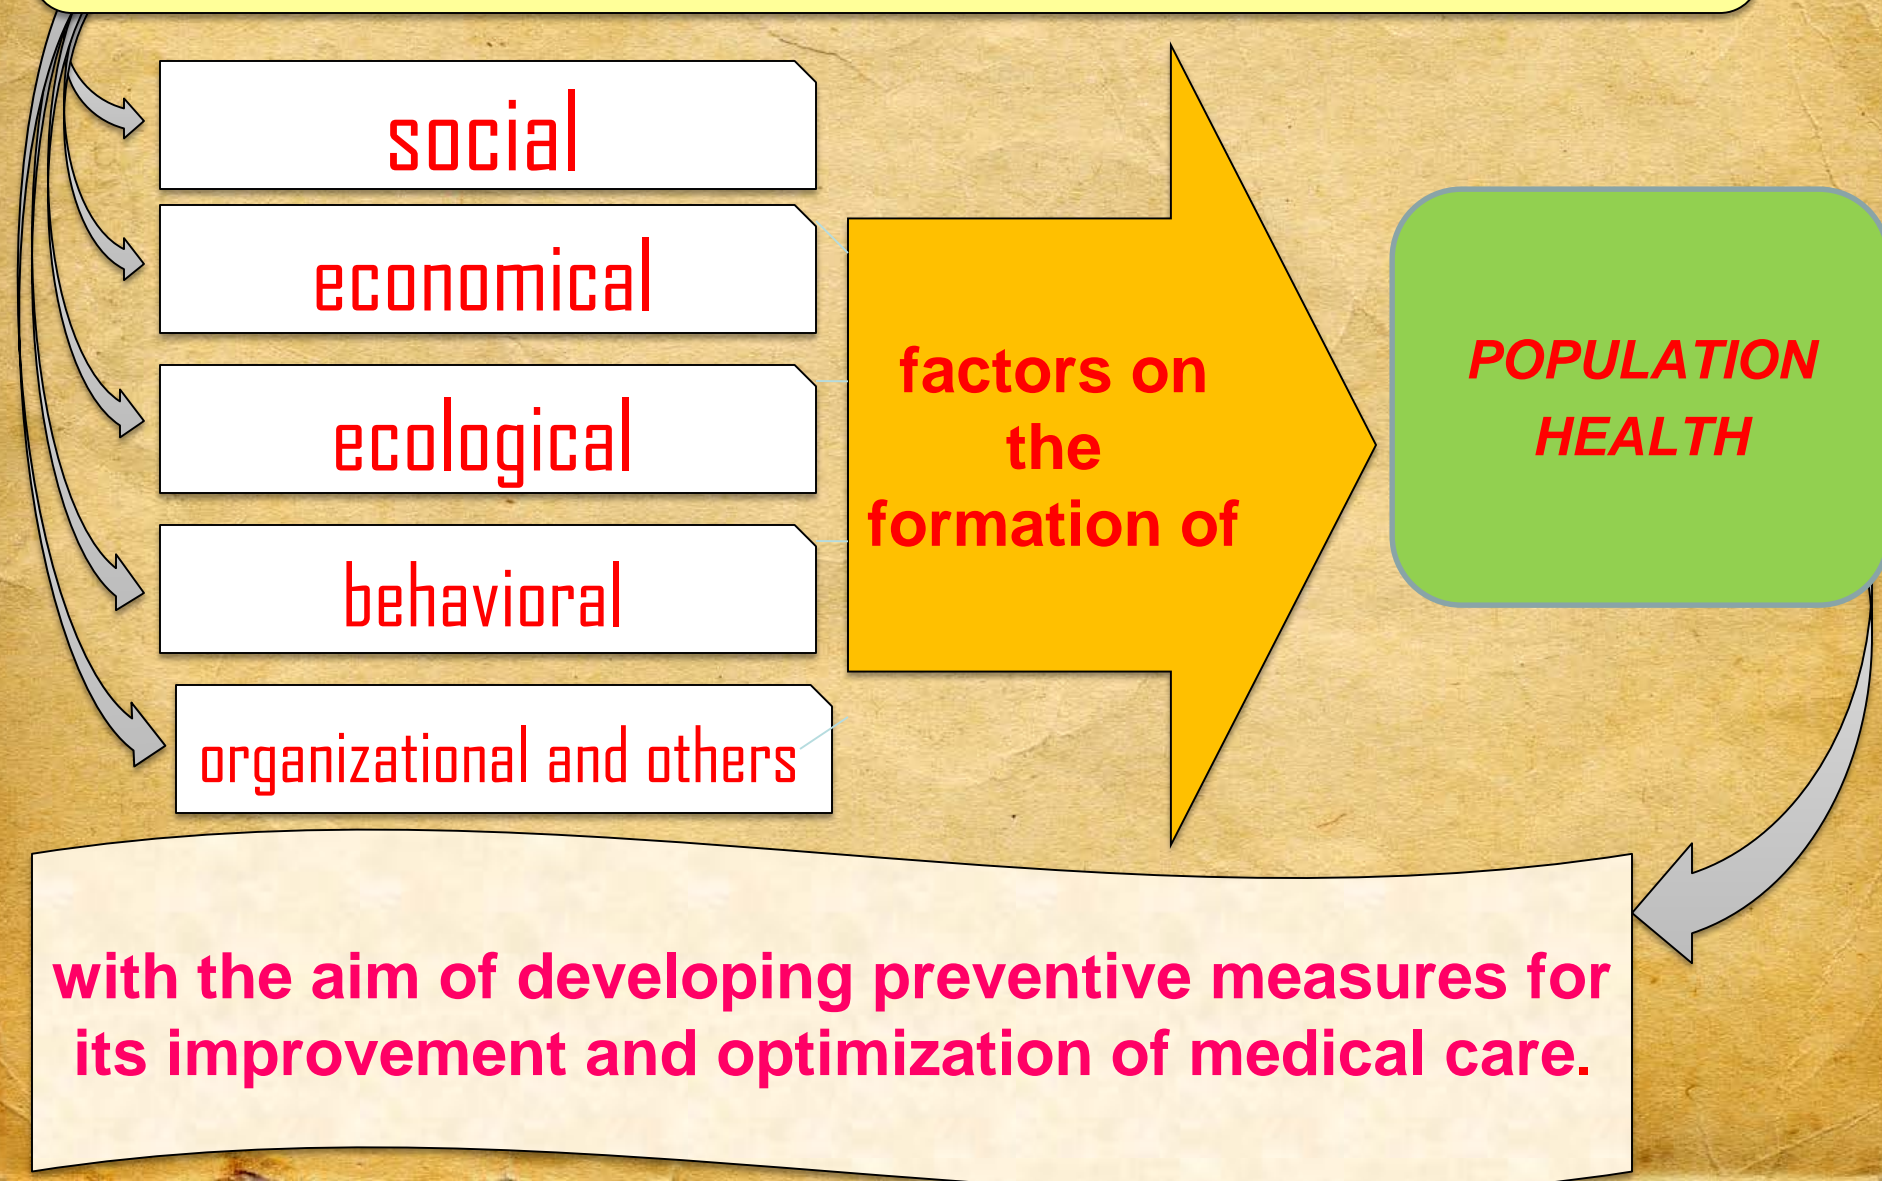 social
economical
ecological
behavioral
organizational and others
factors on
the
formation of
POPULATION
HEALTH
with the aim of developing preventive measures for
its improvement and optimization of medical care.